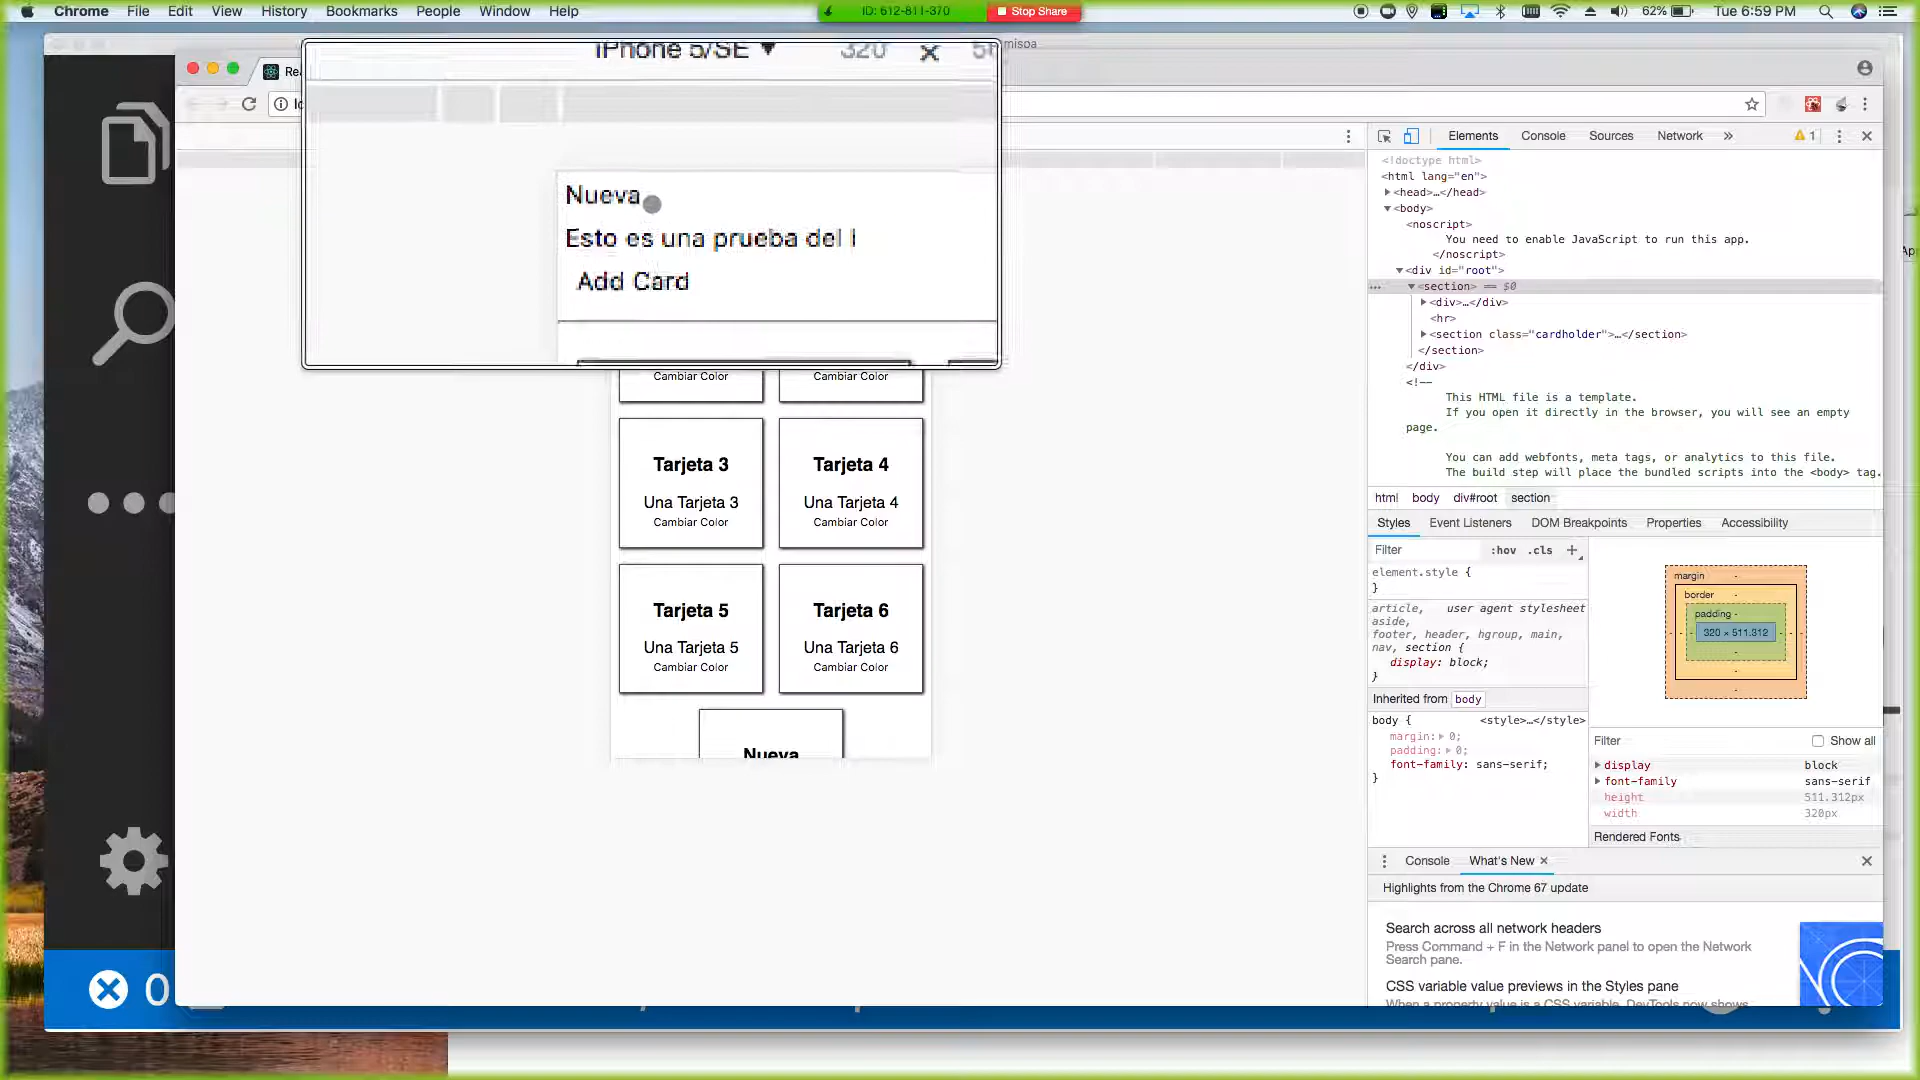 Chrome File Edit View History Bookmarks People Window Help
ID: 612-811-370
Stop Share
62%
Tue 6:59 PM
iPhone 5/SE ▼ 320
Nueva
Esto es una prueba del
Add Card
Cambiar Color
Cambiar Color
Tarjeta 3
Una Tarjeta 3
Cambiar Color
Tarjeta 4
Una Tarjeta 4
Cambiar Color
Tarjeta 5
Una Tarjeta 5
Cambiar Color
Tarjeta 6
Una Tarjeta 6
Cambiar Color
Nueva
0
Elements Console Sources Network » 1
<!doctype html>
<html lang="en">
<head>…</head>
<body>
<noscript>
You need to enable JavaScript to run this app.
</noscript>
<div id="root">
<section> == $0
<div>…</div>
<hr>
<section class="cardholder">…</section>
</section>
</div>
<!--
This HTML file is a template.
If you open it directly in the browser, you will see an empty
page.
You can add webfonts, meta tags, or analytics to this file.
The build step will place the bundled scripts into the <body> tag.
html body div#root section
Styles Event Listeners DOM Breakpoints Properties Accessibility
Filter :hov .cls +
element.style {
}
article, user agent stylesheet
aside,
footer, header, hgroup, main,
nav, section {
display: block;
}
Inherited from body
body { <style>…</style>
margin: 0;
padding: 0;
font-family: sans-serif;
}
margin -
border -
padding -
320 × 511.312
Filter Show all
display block
font-family sans-serif
height 511.312px
width 320px
Rendered Fonts
Console What's New ×
Highlights from the Chrome 67 update
Search across all network headers
Press Command + F in the Network panel to open the Network
Search pane.
CSS variable value previews in the Styles pane
When a property value is a CSS variable, DevTools now shows